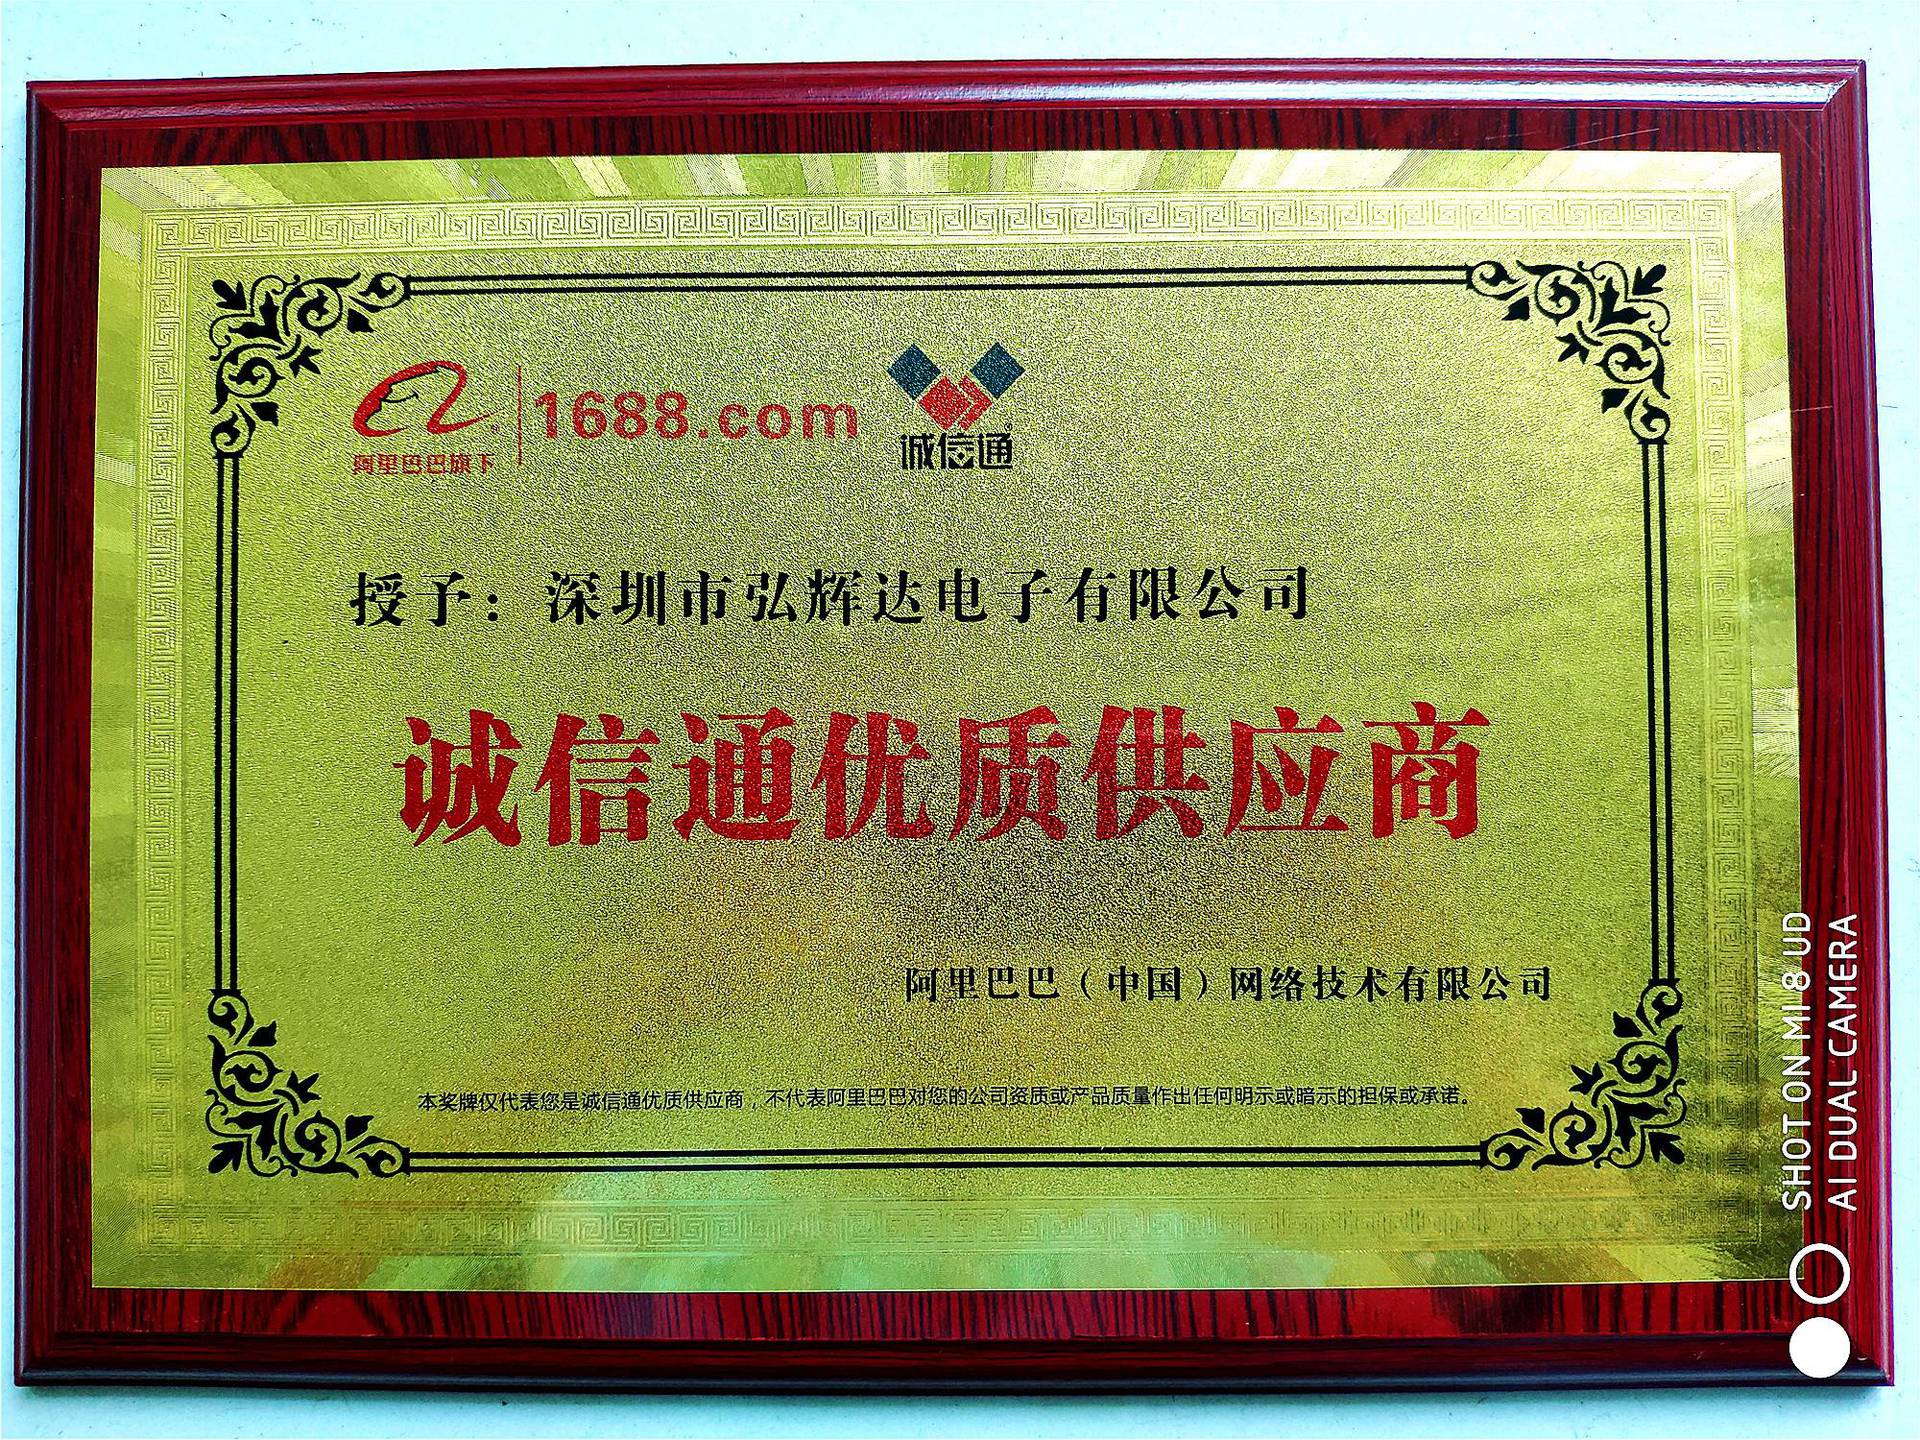 1688.com
阿里巴巴旗下
诚信通
授予：深圳市弘辉达电子有限公司
诚信通优质供应商
阿里巴巴（中国）网络技术有限公司
本奖牌仅代表您是诚信通优质供应商，不代表阿里巴巴对您的公司资质或产品质量作出任何明示或暗示的担保或承诺。
SHOT ON MI 8 UD
AI DUAL CAMERA